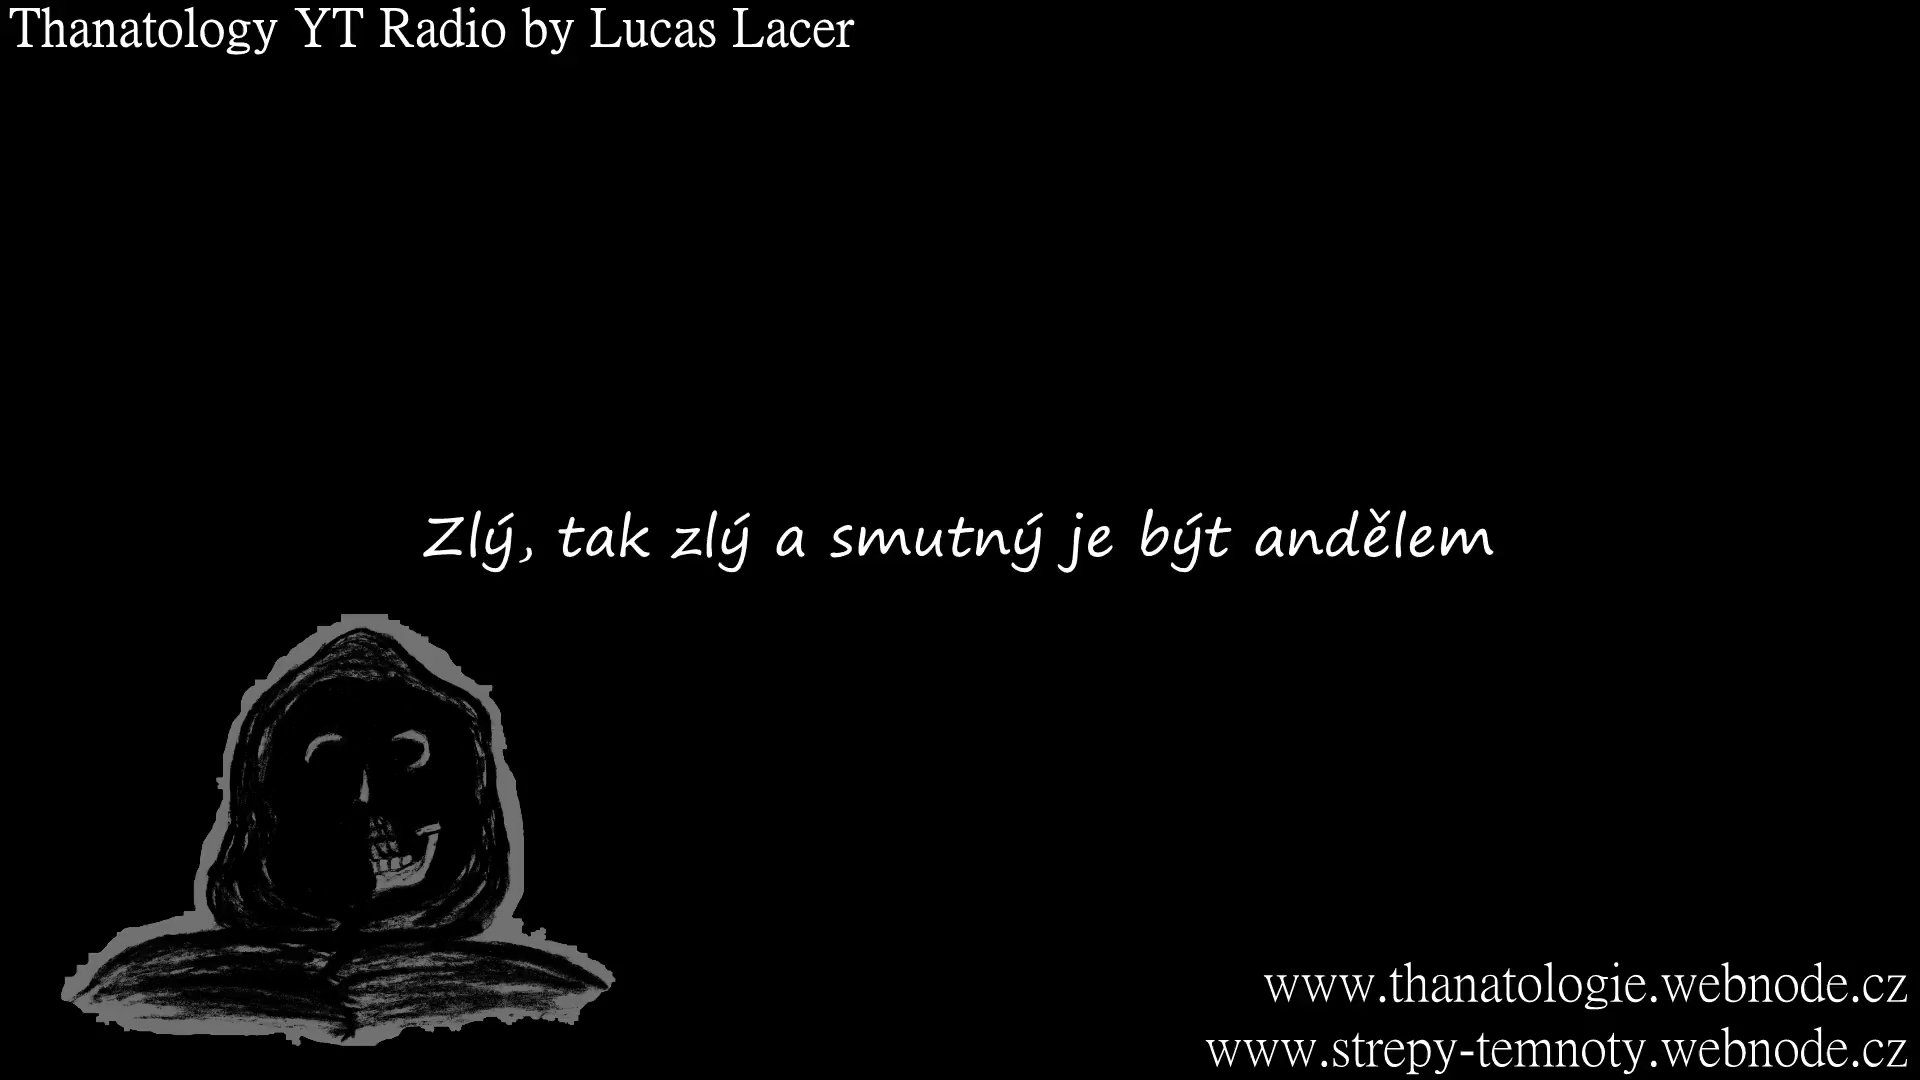 Thanatology YT Radio by Lucas Lacer
Zlý, tak zlý a smutný je být andělem
www.thanatologie.webnode.cz
www.strepy-temnoty.webnode.cz